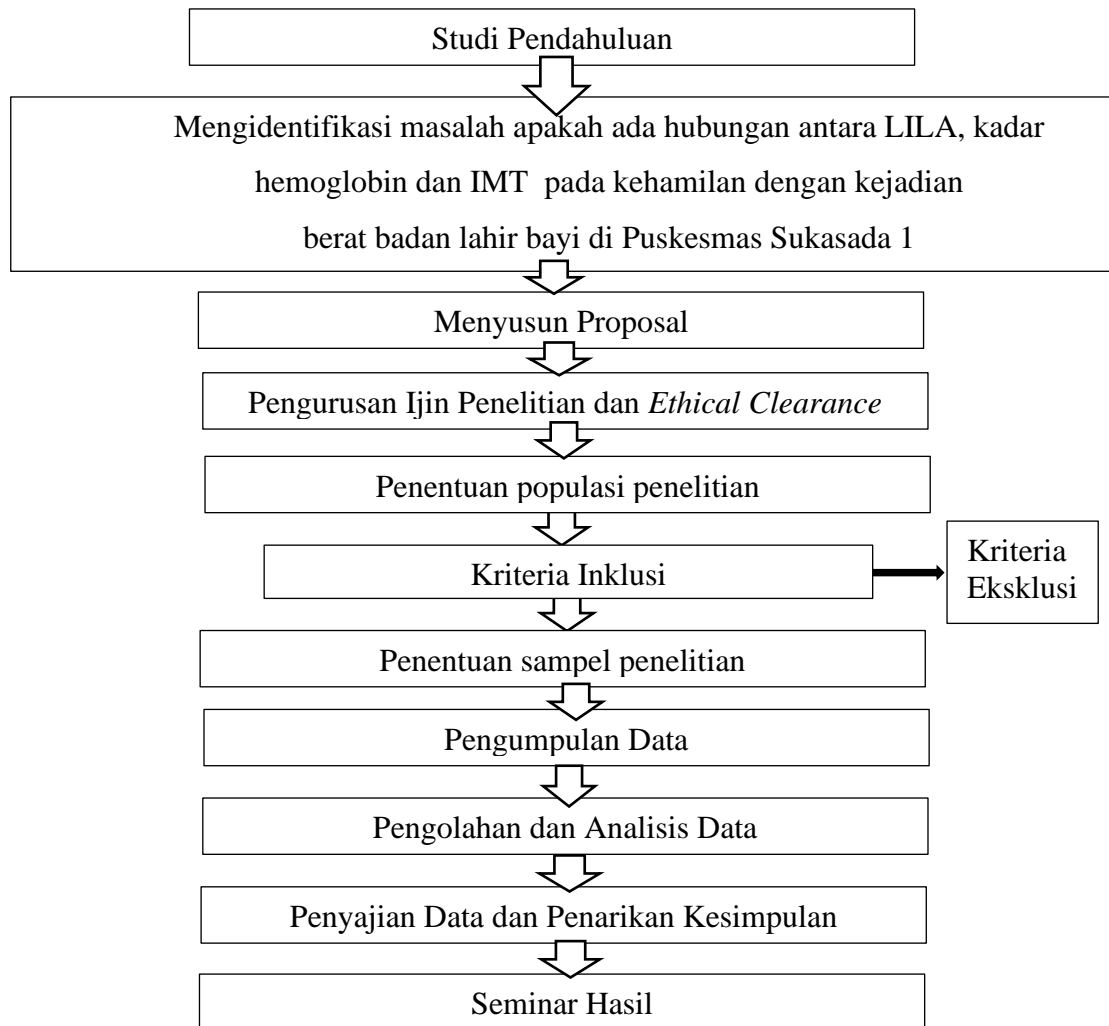 Studi Pendahuluan
Mengidentifikasi masalah apakah ada hubungan antara LILA, kadar
hemoglobin dan IMT pada kehamilan dengan kejadian
berat badan lahir bayi di Puskesmas Sukasada 1
Menyusun Proposal
Pengurusan Ijin Penelitian dan Ethical Clearance
Penentuan populasi penelitian
Kriteria Inklusi
Kriteria
Eksklusi
Penentuan sampel penelitian
Pengumpulan Data
Pengolahan dan Analisis Data
Penyajian Data dan Penarikan Kesimpulan
Seminar Hasil